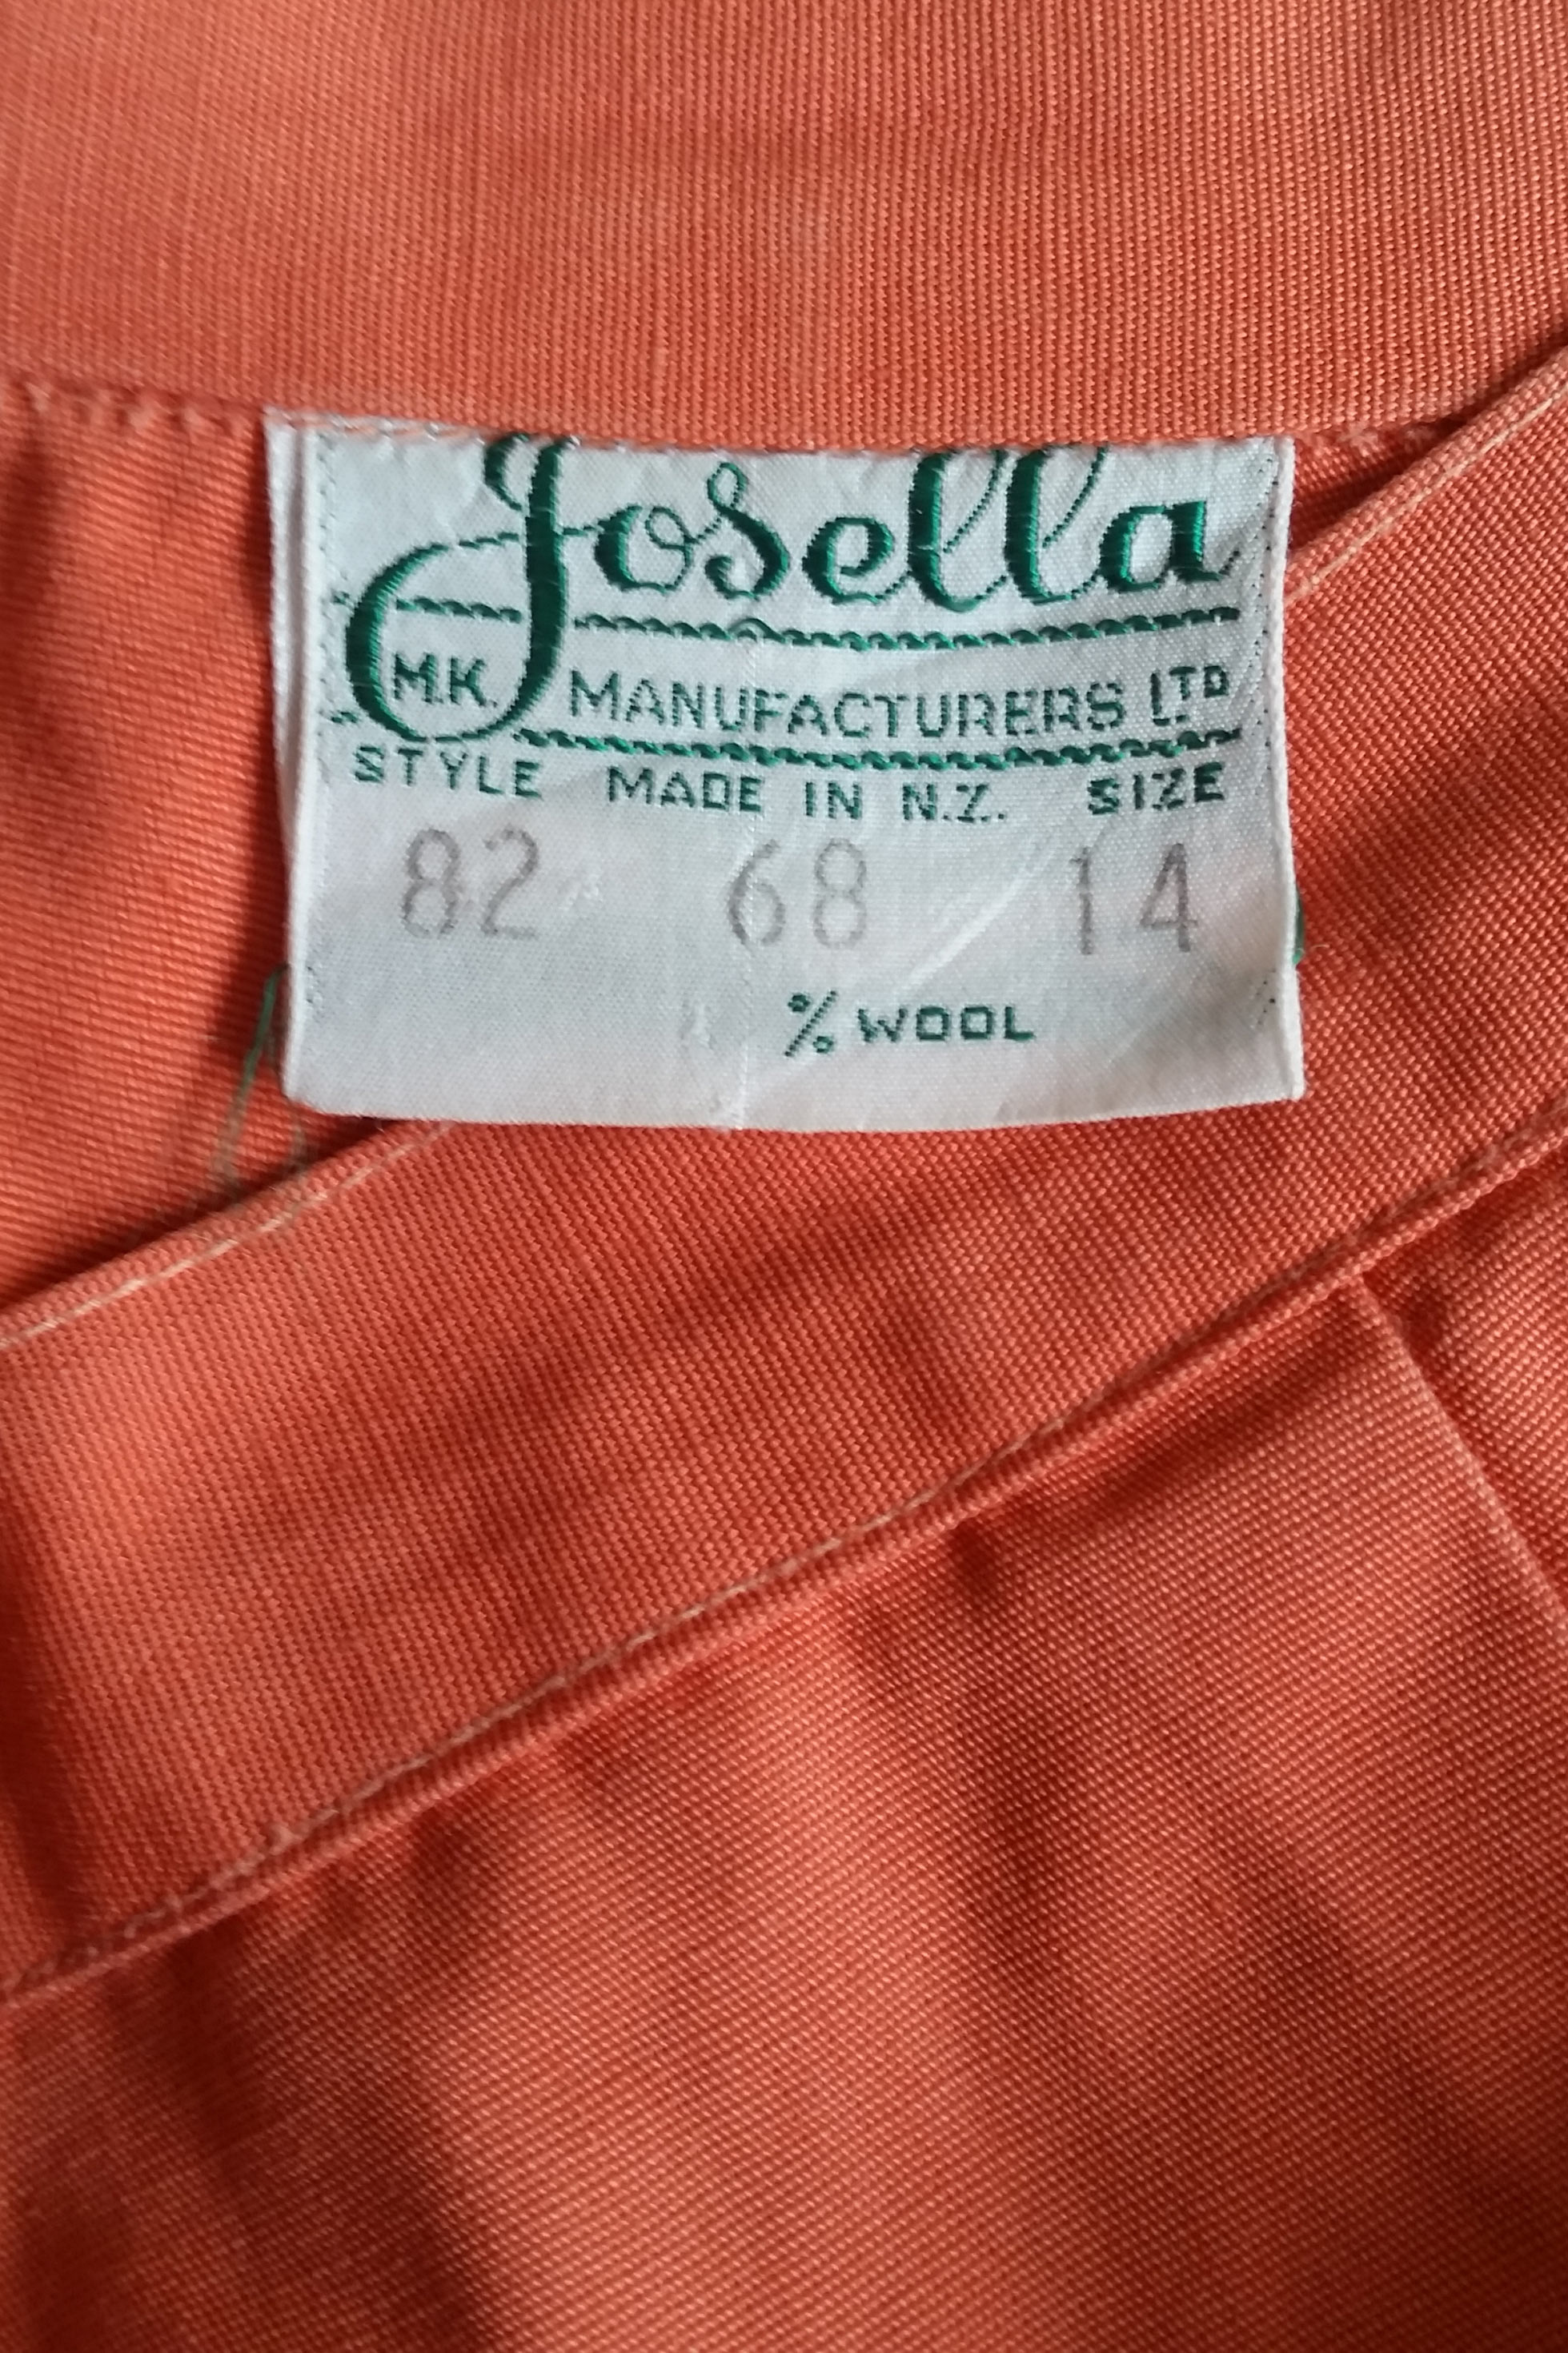 Josella
M.K. MANUFACTURERS LTD
STYLE MADE IN N.Z. SIZE
82 68 14
% WOOL